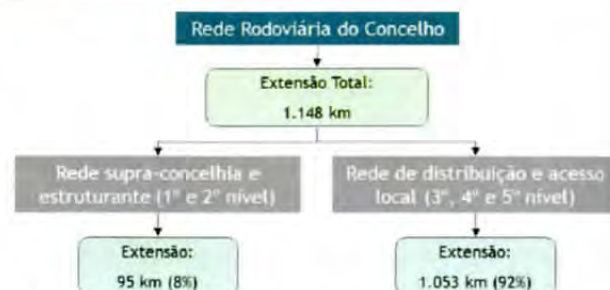 Rede Rodoviária do Concelho
Extensão Total:
1.148 km
Rede supra-concelhia e
estruturante (1º e 2º nível)
Extensão:
95 km (8%)
Rede de distribuição e acesso
local (3º, 4º e 5º nível)
Extensão:
1.053 km (92%)